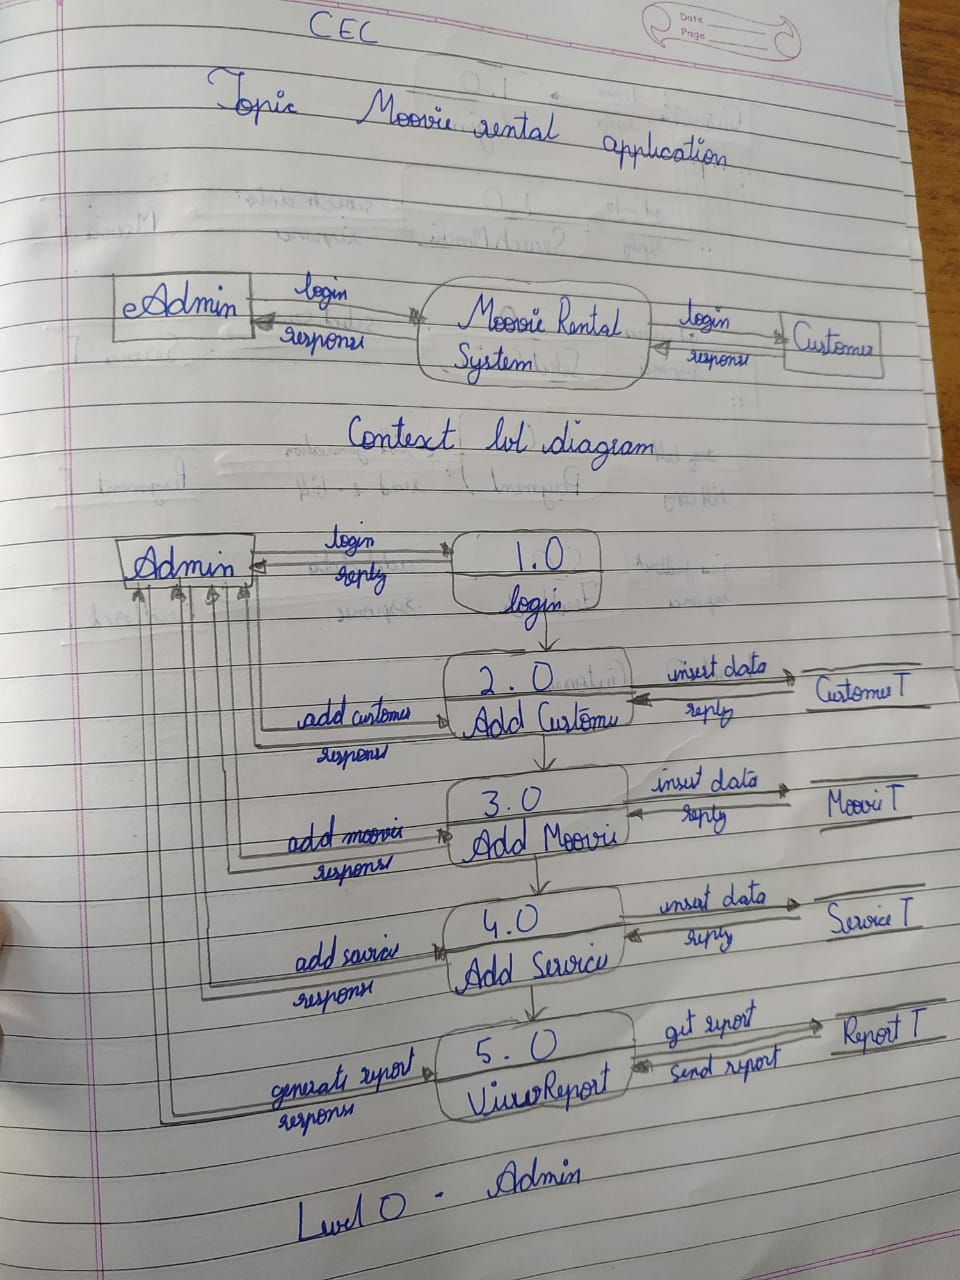 Date
Page
CEC
Topic Moovie rental application
Admin
login
response
Moovie Rental
System
login
response
Customer
Context lvl diagram
Admin
login
reply
1.0
login
2.0
Add Customer
add customer
response
insert data
reply
Customer T
3.0
Add Moovie
add moovie
response
insert data
reply
Moovie T
4.0
Add Service
add service
response
insert data
reply
Service T
5.0
View Report
generate report
response
get report
send report
Report T
Level 0 - Admin